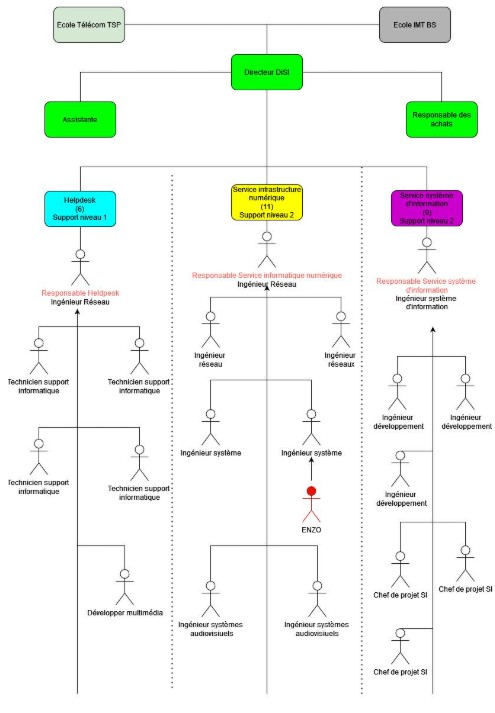 Ecole Télécom TSP
Ecole IMT BS
Directeur DiSI
Assistante
Responsable des
achats
Helpdesk
(6)
Support niveau 1
Service infrastructure
numérique
(11)
Support niveau 2
Service système
d'information
(9)
Support niveau 2
Responsable Heldpesk
Ingénieur Réseau
Responsable Service informatique numérique
Ingénieur Réseau
Responsable Service système
d'information
Ingénieur système
d'information
Ingénieur
réseau
Ingénieur
réseaux
Technicien support
informatique
Technicien support
informatique
Ingénieur
développement
Ingénieur
développement
Ingénieur système
Ingénieur système
Technicien support
informatique
Technicien support
informatique
Ingénieur
développement
ENZO
Chef de projet SI
Chef de projet SI
Développer multimédia
Ingénieur systèmes
audiovisiuels
Ingénieur systèmes
audiovisiuels
Chef de projet SI